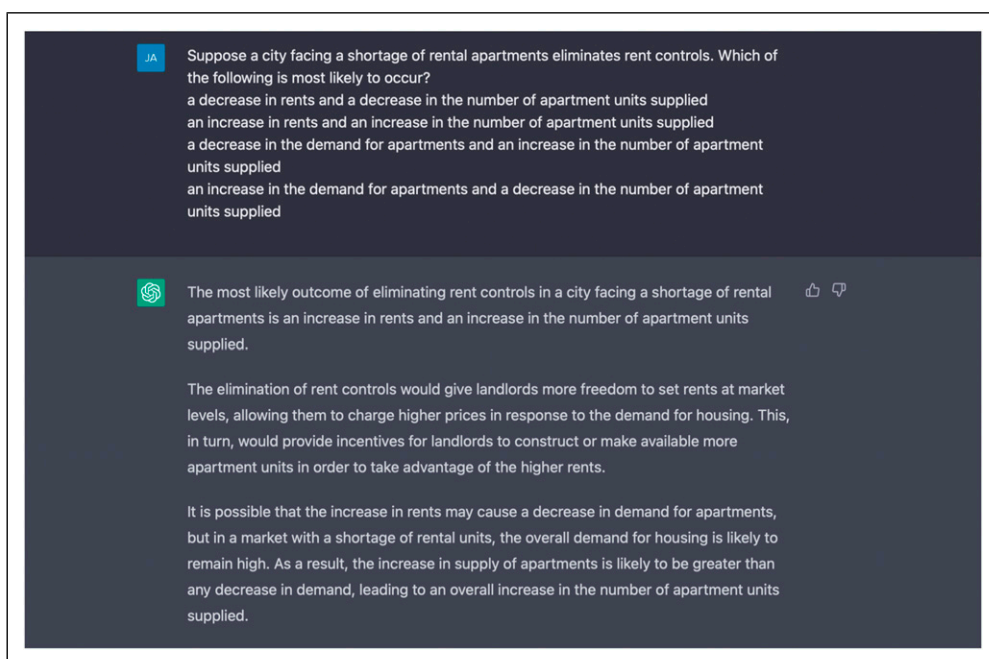 JA
Suppose a city facing a shortage of rental apartments eliminates rent controls. Which of
the following is most likely to occur?
a decrease in rents and a decrease in the number of apartment units supplied
an increase in rents and an increase in the number of apartment units supplied
a decrease in the demand for apartments and an increase in the number of apartment
units supplied
an increase in the demand for apartments and a decrease in the number of apartment
units supplied
The most likely outcome of eliminating rent controls in a city facing a shortage of rental
apartments is an increase in rents and an increase in the number of apartment units
supplied.
The elimination of rent controls would give landlords more freedom to set rents at market
levels, allowing them to charge higher prices in response to the demand for housing. This,
in turn, would provide incentives for landlords to construct or make available more
apartment units in order to take advantage of the higher rents.
It is possible that the increase in rents may cause a decrease in demand for apartments,
but in a market with a shortage of rental units, the overall demand for housing is likely to
remain high. As a result, the increase in supply of apartments is likely to be greater than
any decrease in demand, leading to an overall increase in the number of apartment units
supplied.